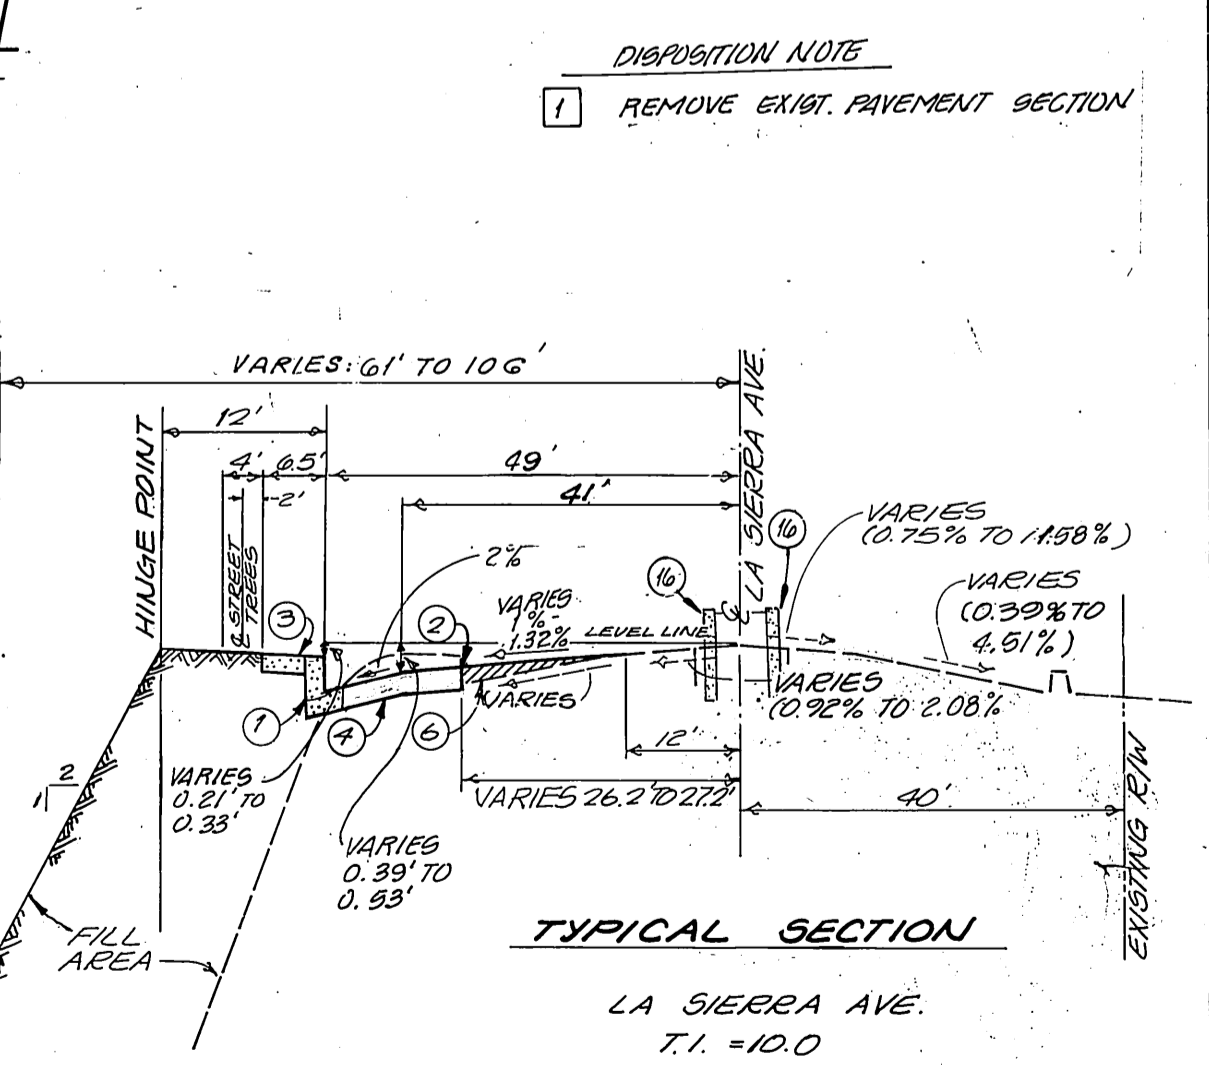 DISPOSITION NOTE
1 REMOVE EXIST. PAVEMENT SECTION
VARIES: 61' TO 106'
12'
4' 6.5' 49'
2'
41'
HINGE POINT
℄ STREET
TREES
℄ LA SIERRA AVE.
VARIES
(0.75% TO 11.58%)
16
16
VARIES
(0.39% TO
4.51%)
2%
VARIES
1% -
1.32%
LEVEL LINE
3
2
1
4
6
VARIES
VARIES
(0.92% TO 2.08%
12'
VARIES 26.2' TO 27.2'
40'
2
1
VARIES
0.21' TO
0.33'
VARIES
0.39' TO
0.53'
EXISTING R/W
FILL
AREA
TYPICAL SECTION
LA SIERRA AVE.
T.I. = 10.0